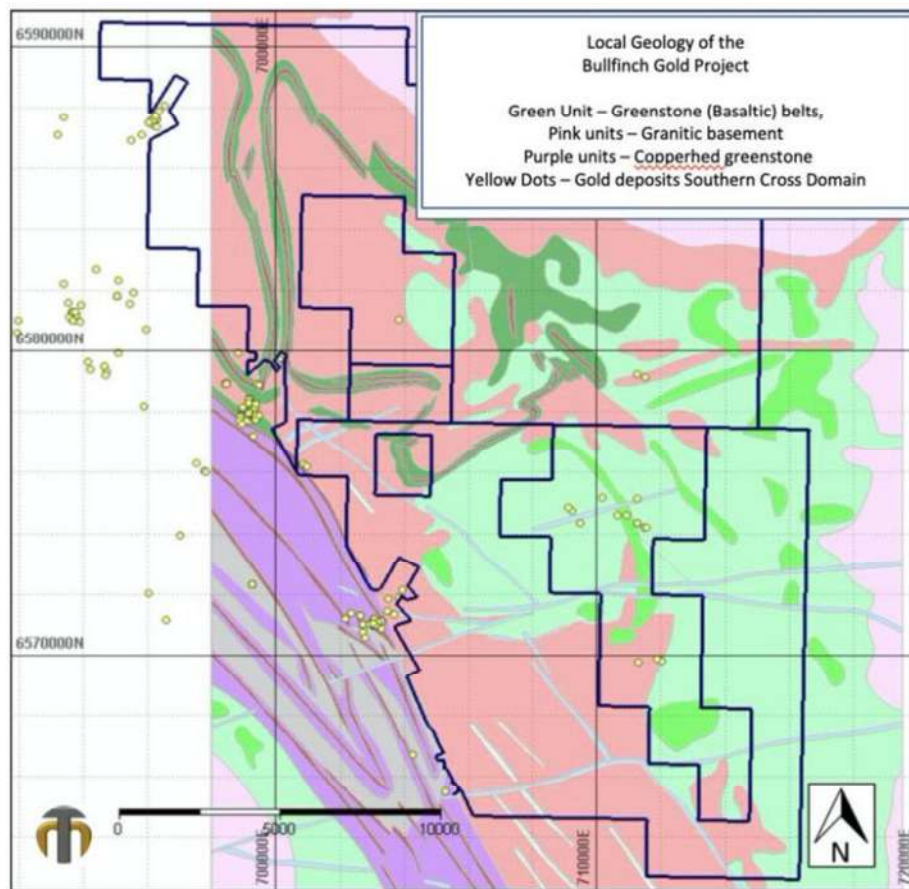 6590000N
700000E
Local Geology of the
Bullfinch Gold Project
Green Unit – Greenstone (Basaltic) belts,
Pink units – Granitic basement
Purple units – Copperhed greenstone
Yellow Dots – Gold deposits Southern Cross Domain
6580000N
6570000N
0 5000 10000
N
700000E
710000E
720000E